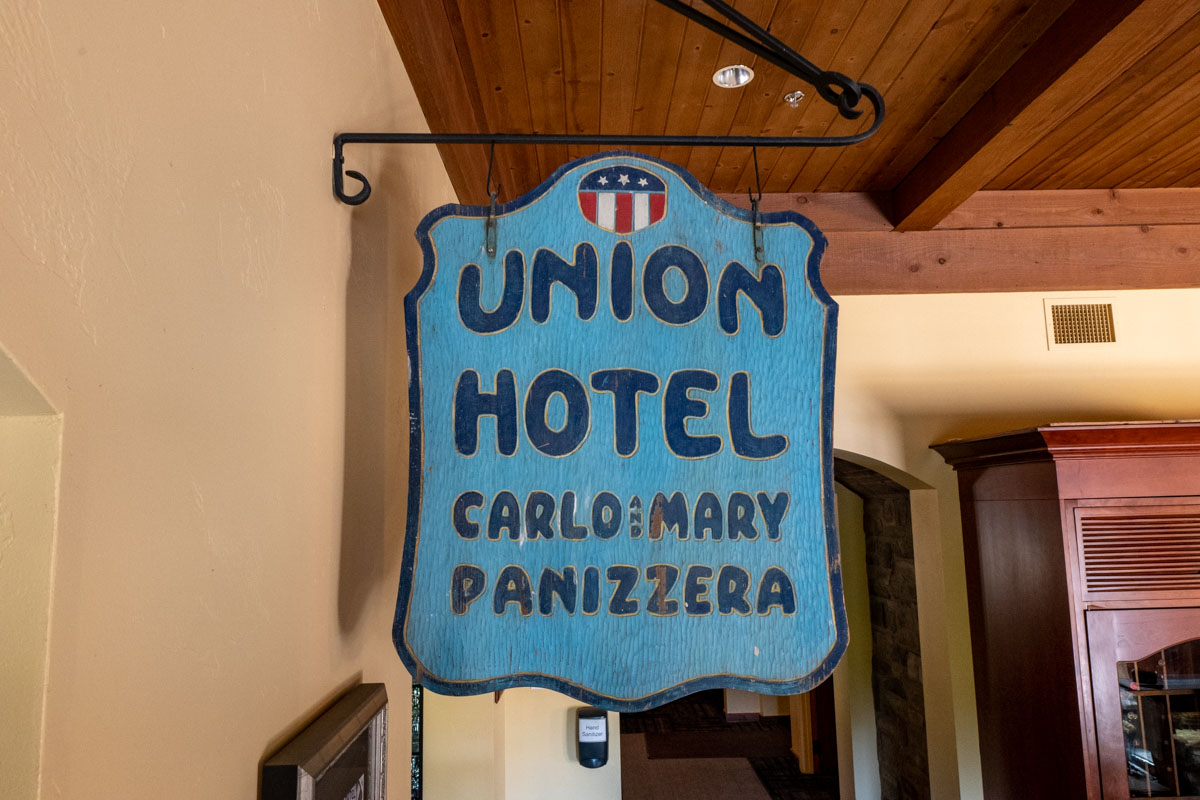 UNION
HOTEL
CARLO AND MARY
PANIZZERA
Hand
Sanitizer